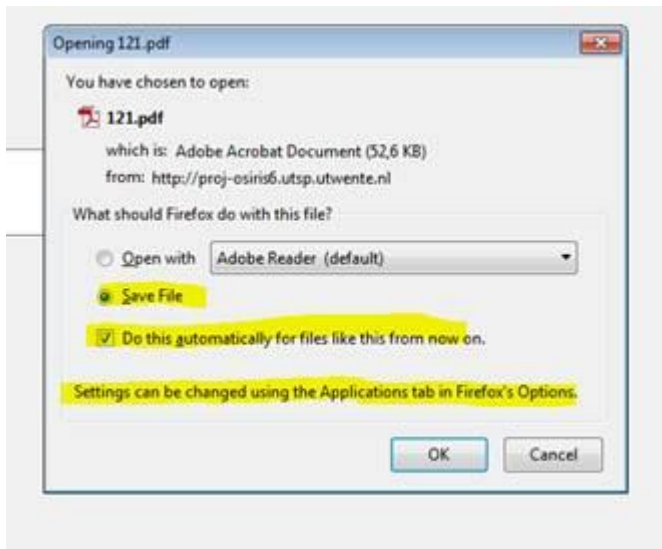 Opening 121.pdf
You have chosen to open:
121.pdf
which is: Adobe Acrobat Document (52,6 KB)
from: http://proj-osiris6.utsp.utwente.nl
What should Firefox do with this file?
Open with Adobe Reader (default)
Save File
Do this automatically for files like this from now on.
Settings can be changed using the Applications tab in Firefox's Options.
OK Cancel